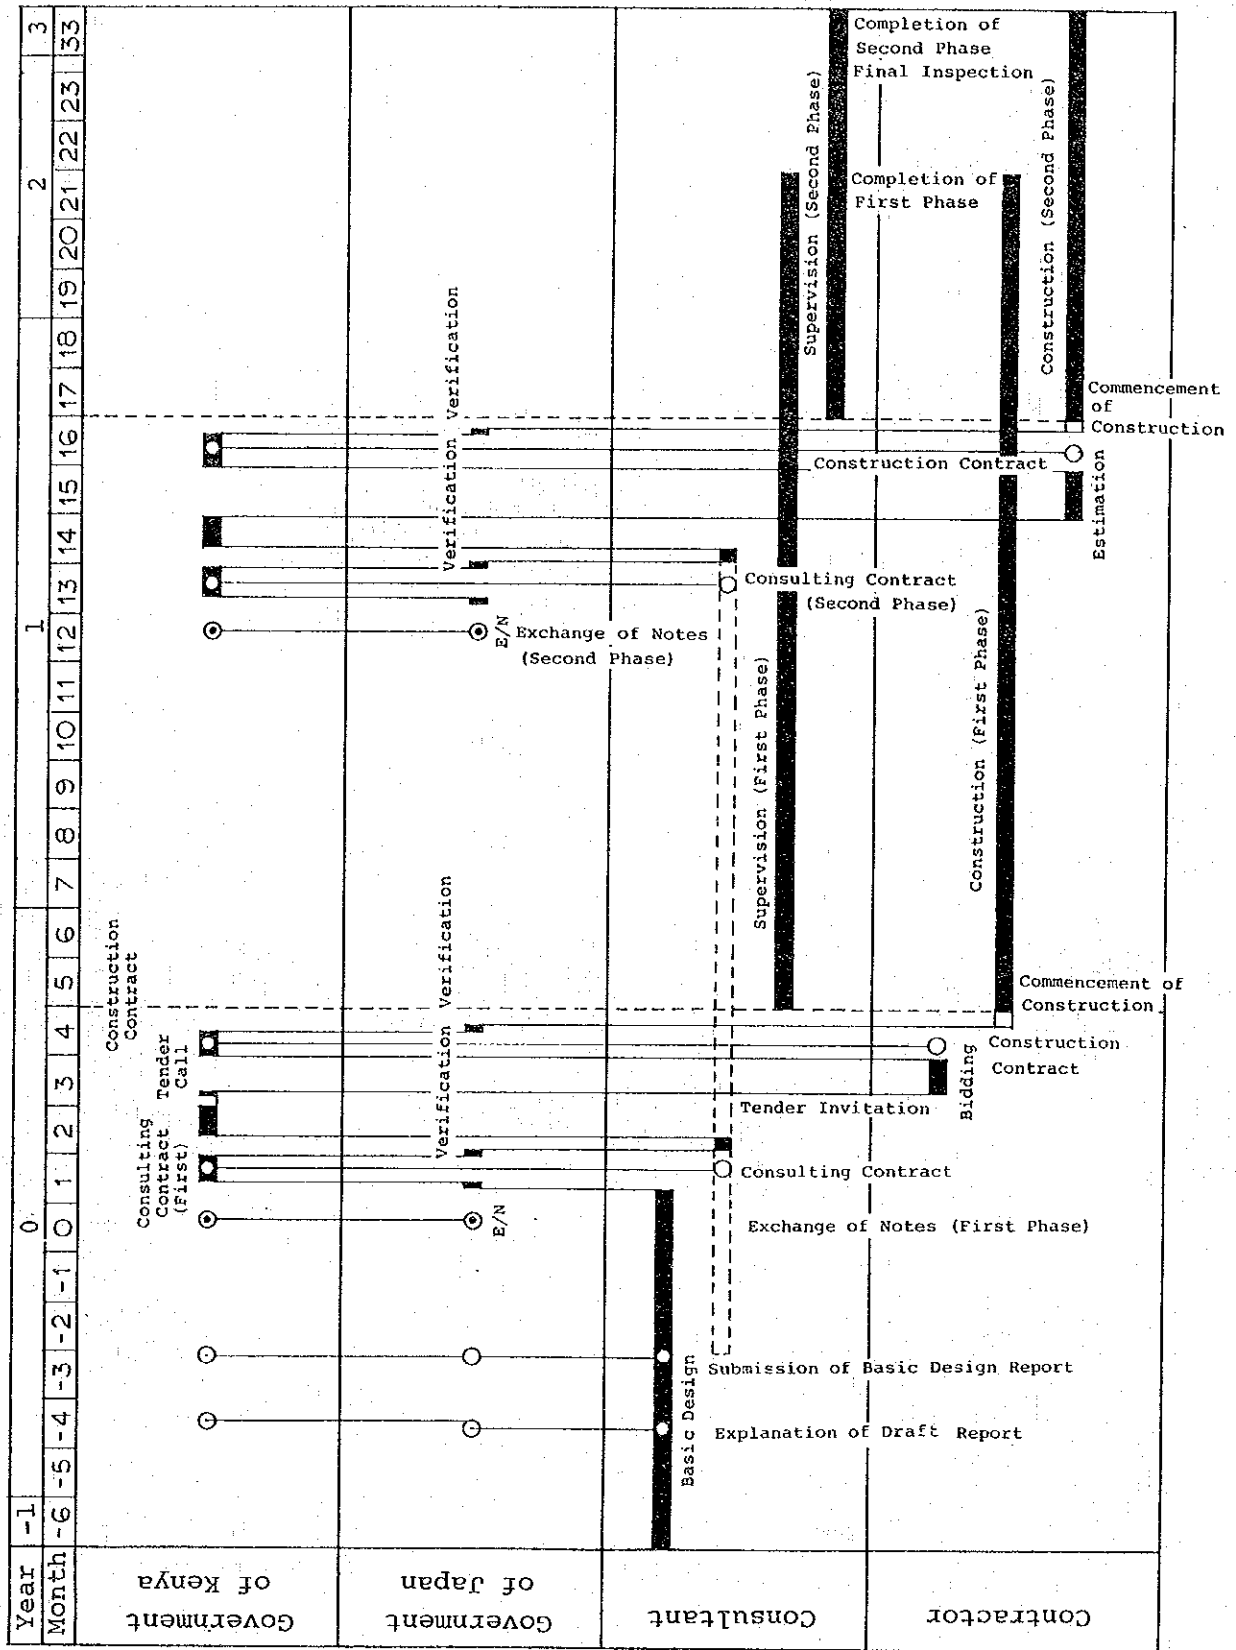 Year
-1
0
1
2
3
Month
-6
-5
-4
-3
-2
-1
0
1
2
3
4
5
6
7
8
9
10
11
12
13
14
15
16
17
18
19
20
21
22
23
33
Government
of Kenya
Government
of Japan
Consultant
Contractor
Consulting
Contract
(First)
Tender
Call
Construction
Contract
E/N
Verification
Verification
E/N
Verification
Verification
Exchange of Notes
(Second Phase)
Basic Design
Explanation of Draft Report
Submission of Basic Design Report
Exchange of Notes (First Phase)
Consulting Contract
Tender Invitation
Bidding
Construction
Contract
Commencement of
Construction
Supervision (First Phase)
Construction (First Phase)
Consulting Contract
(Second Phase)
Estimation
Construction Contract
Commencement
of
Construction
Supervision (Second Phase)
Construction (Second Phase)
Completion of
First Phase
Completion of
Second Phase
Final Inspection